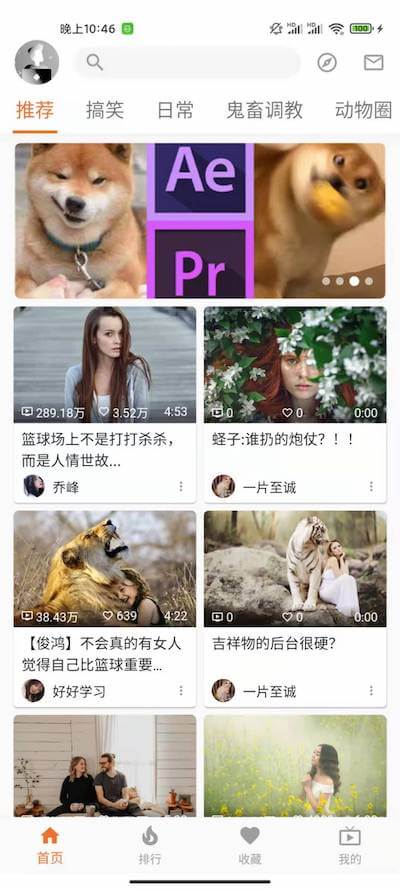 晚上10:46
推荐 搞笑 日常 鬼畜调教 动物圈
Ae
Pr
289.18万 3.52万 4:53
0 0 0:00
篮球场上不是打打杀杀，
而是人情世故...
乔峰
蛏子:谁扔的炮仗？！！
一片至诚
38.43万 639 4:22
0 0 0:00
【俊鸿】不会真的有女人
觉得自己比篮球重要...
好好学习
吉祥物的后台很硬?
一片至诚
首页 排行 收藏 我的